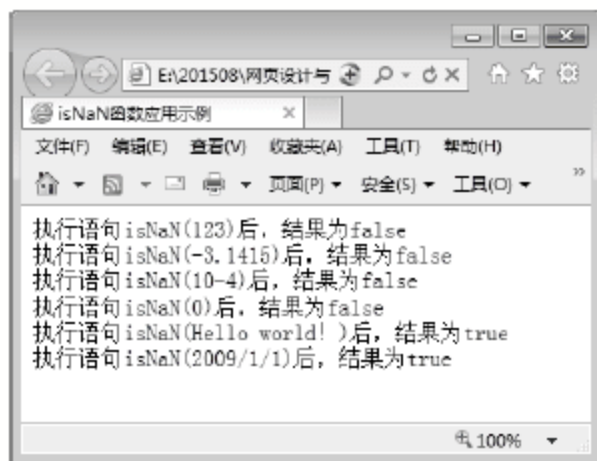 E:\201508\网页设计与
isNaN函数应用示例
文件(F) 编辑(E) 查看(V) 收藏夹(A) 工具(T) 帮助(H)
页面(P) 安全(S) 工具(O) »
执行语句isNaN(123)后,结果为false
执行语句isNaN(-3.1415)后,结果为false
执行语句isNaN(10-4)后,结果为false
执行语句isNaN(0)后,结果为false
执行语句isNaN(Hello world! )后,结果为true
执行语句isNaN(2009/1/1)后,结果为true
100%